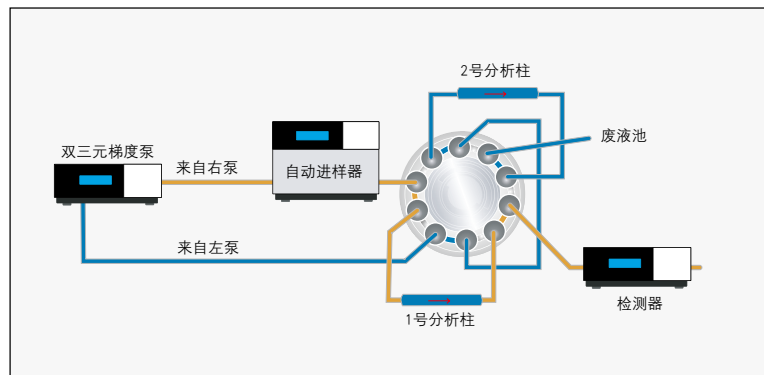 2号分析柱
废液池
双三元梯度泵
来自右泵
自动进样器
来自左泵
1号分析柱
检测器